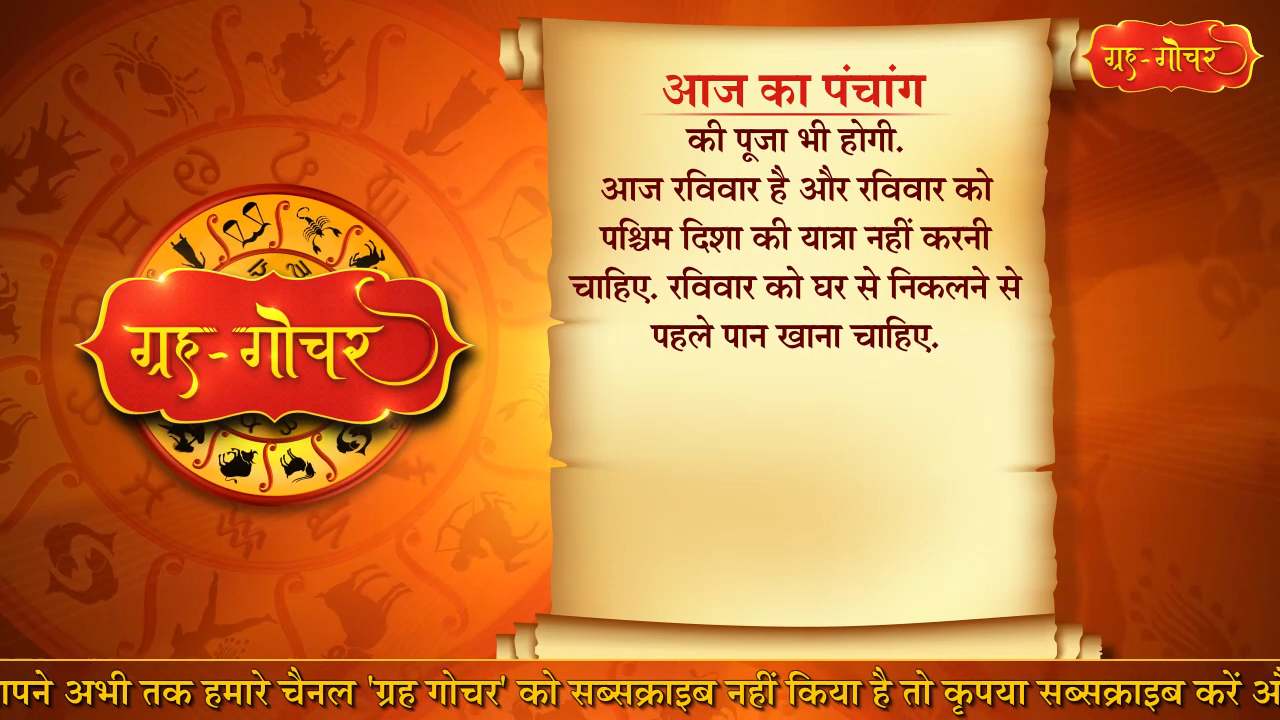 ग्रह-गोचर
आज का पंचांग
की पूजा भी होगी.
आज रविवार है और रविवार को
पश्चिम दिशा की यात्रा नहीं करनी
चाहिए. रविवार को घर से निकलने से
पहले पान खाना चाहिए.
ग्रह-गोचर
अभी तक हमारे चैनल 'ग्रह गोचर' को सब्सक्राइब नहीं किया है तो कृपया सब्सक्राइब करें